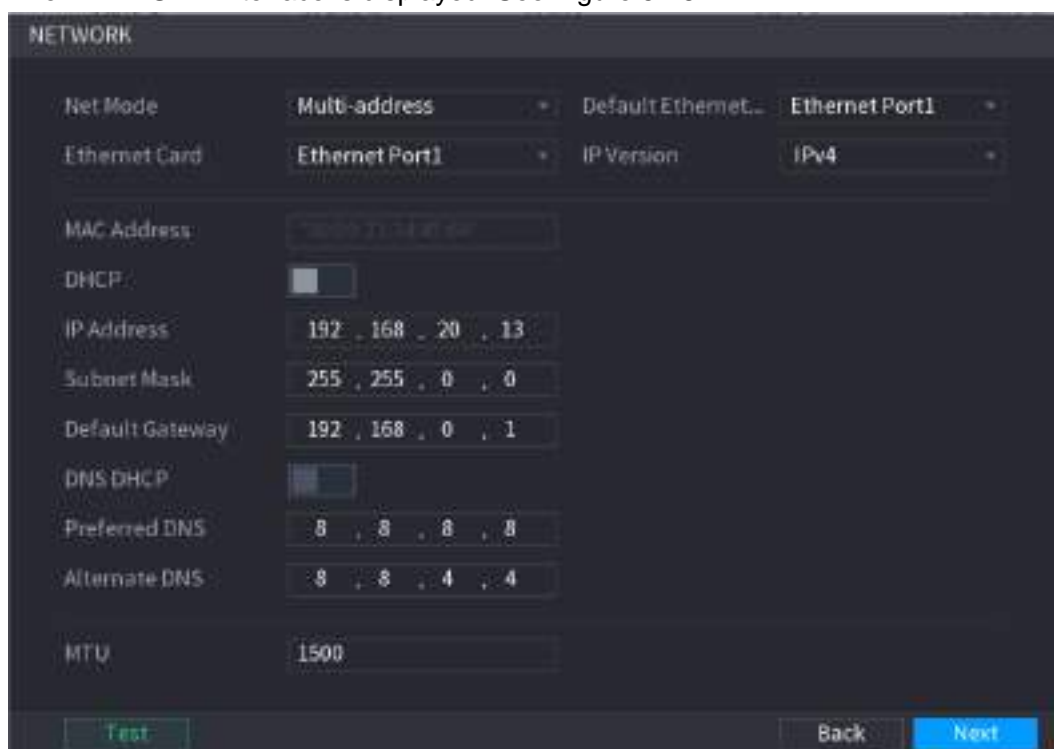 NETWORK
Net Mode Multi-address Default Ethernet... Ethernet Port1
Ethernet Card Ethernet Port1 IP Version IPv4
MAC Address
DHCP
IP Address 192 . 168 . 20 . 13
Subnet Mask 255 . 255 . 0 . 0
Default Gateway 192 . 168 . 0 . 1
DNS DHCP
Preferred DNS 8 . 8 . 8 . 8
Alternate DNS 8 . 8 . 4 . 4
MTU 1500
Test Back Next